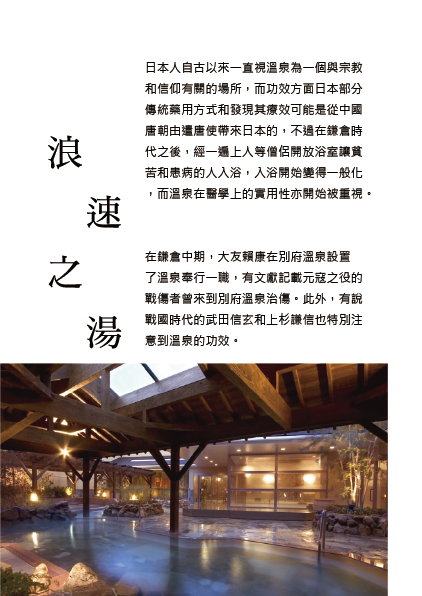 浪速之湯
日本人自古以來一直視溫泉為一個與宗教
和信仰有關的場所，而功效方面日本部分
傳統藥用方式和發現其療效可能是從中國
唐朝由遣唐使帶來日本的，不過在鎌倉時
代之後，經一遍上人等僧侶開放浴室讓貧
苦和患病的人入浴，入浴開始變得一般化
，而溫泉在醫學上的實用性亦開始被重視。
在鎌倉中期，大友賴康在別府溫泉設置
了溫泉奉行一職，有文獻記載元寇之役的
戰傷者曾來到別府溫泉治傷。此外，有說
戰國時代的武田信玄和上杉謙信也特別注
意到溫泉的功效。